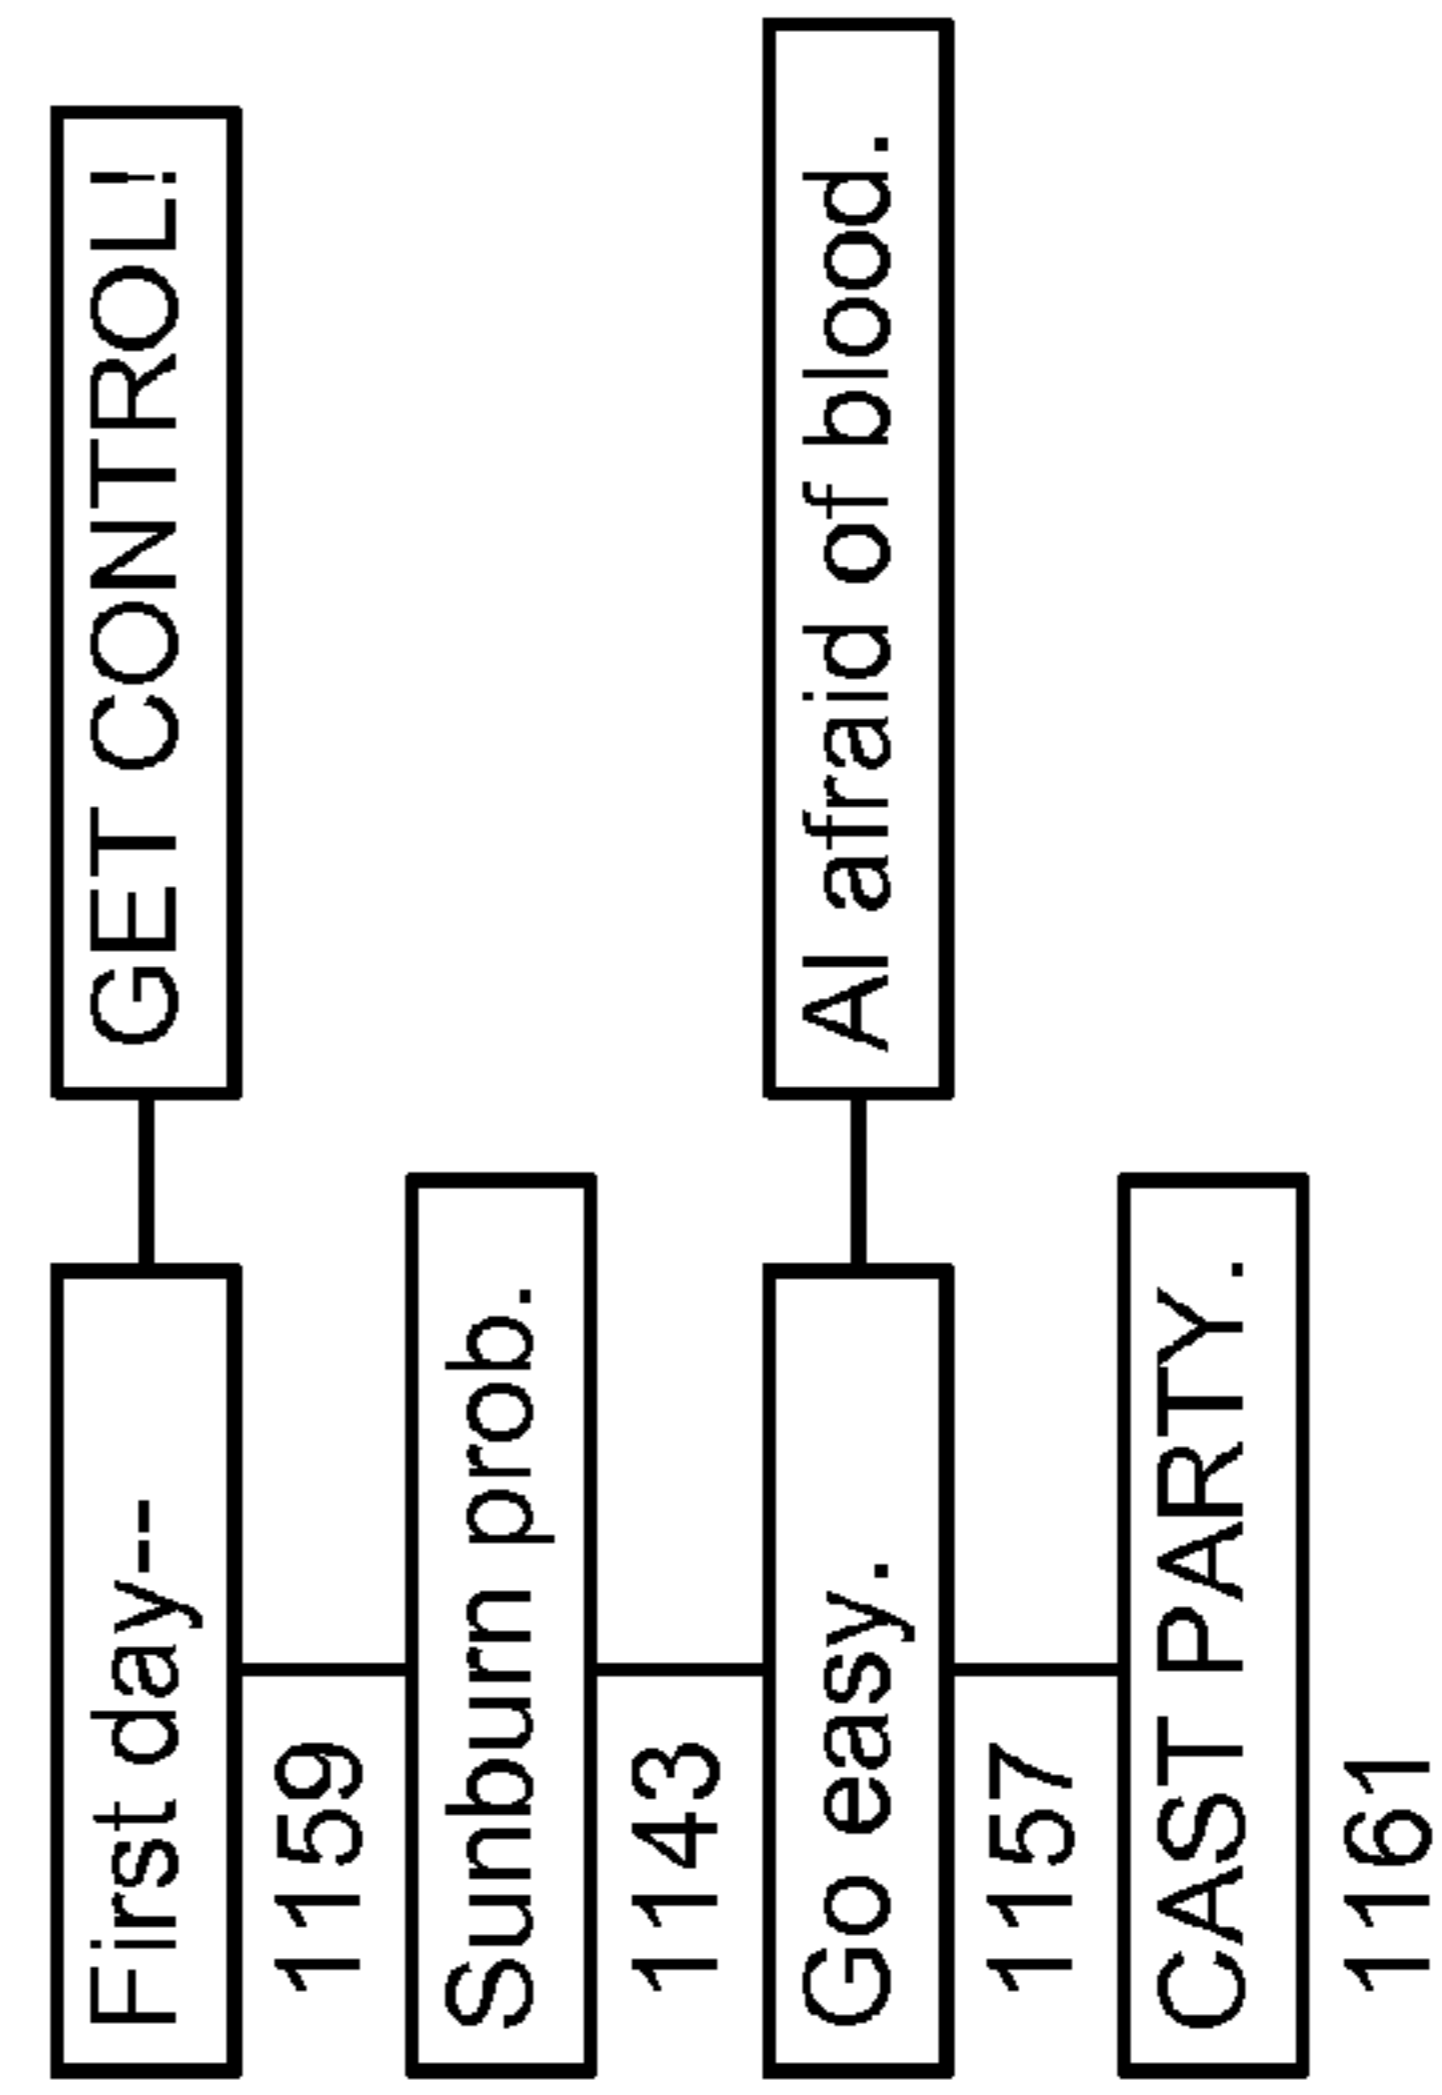 First day--
GET CONTROL!
1159
Sunburn prob.
1143
Go easy.
Al afraid of blood.
1157
CAST PARTY.
1161